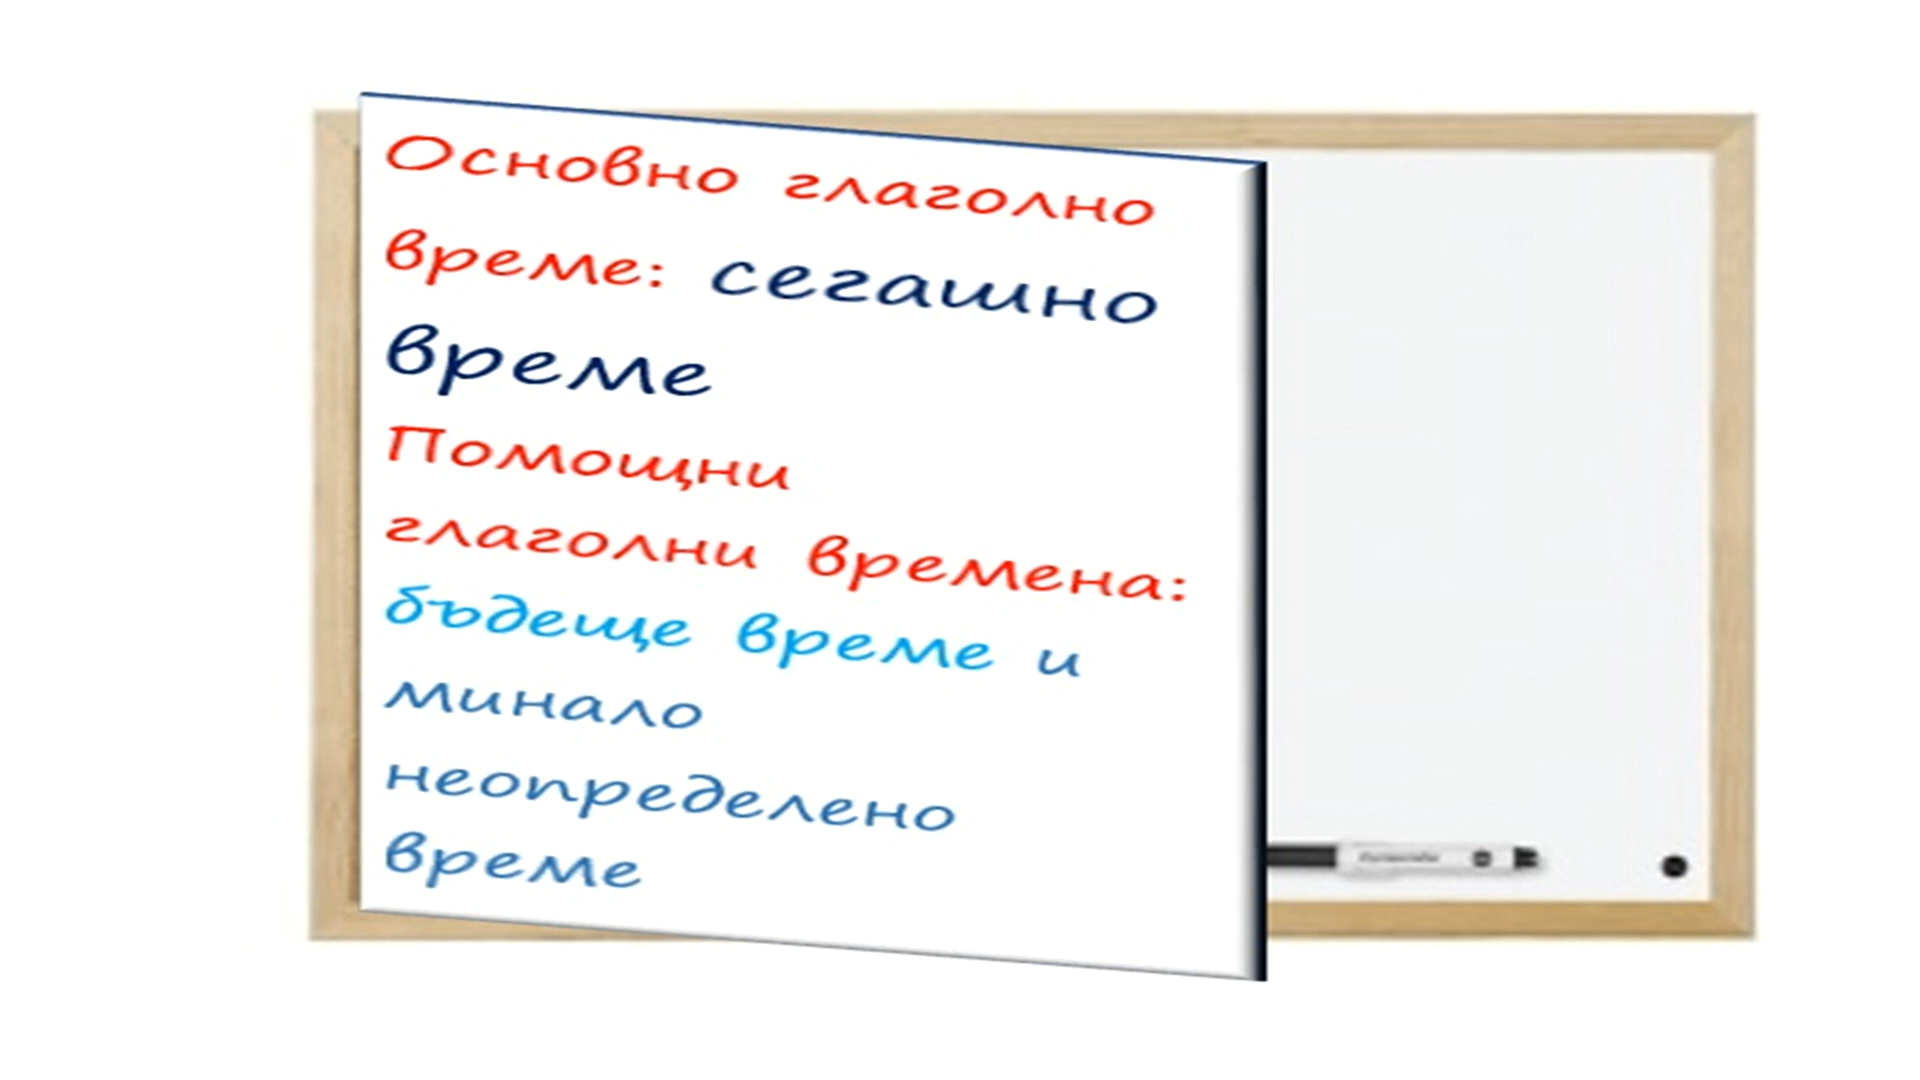 Основно глаголно
време: сегашно
време
Помощни
глаголни времена:
бъдеще време и
минало
неопределено
време